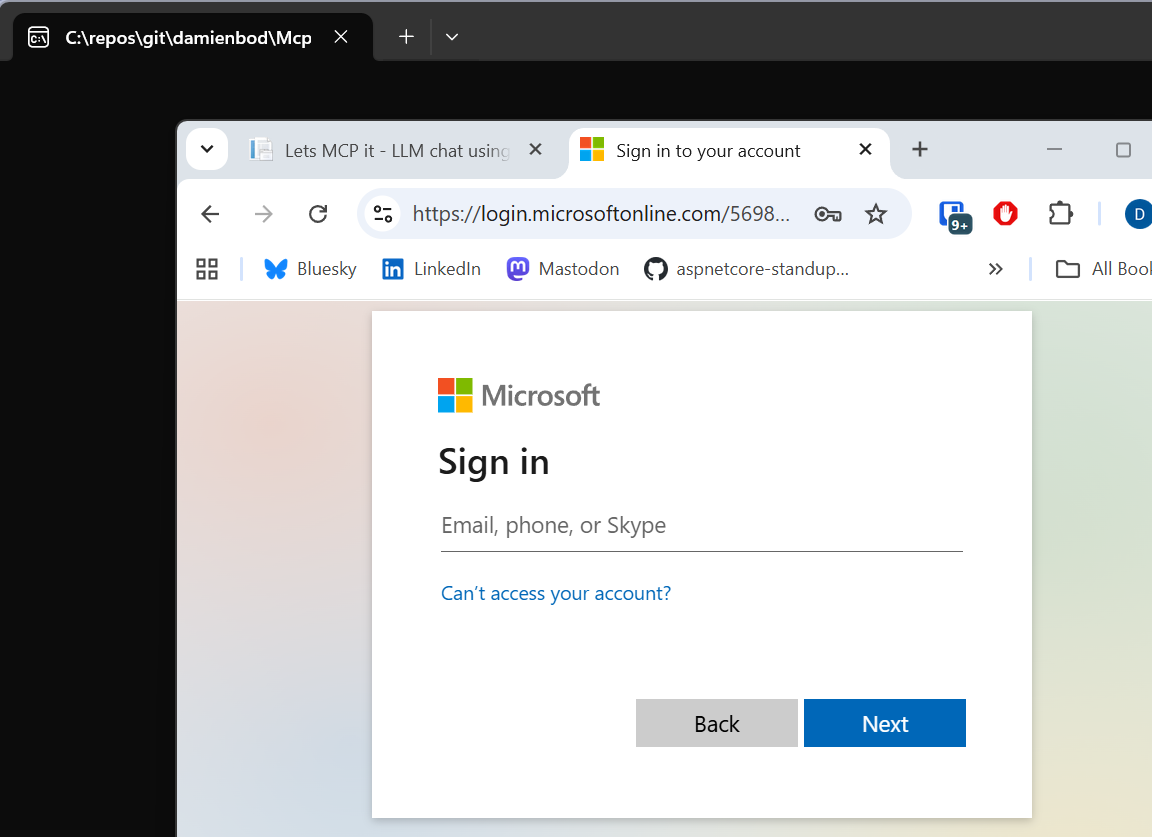 C:\repos\git\damienbod\Mcp
Lets MCP it - LLM chat using
Sign in to your account
https://login.microsoftonline.com/5698...
9+
D
Bluesky
LinkedIn
Mastodon
aspnetcore-standup...
All Book
Microsoft
Sign in
Email, phone, or Skype
Can't access your account?
Back
Next